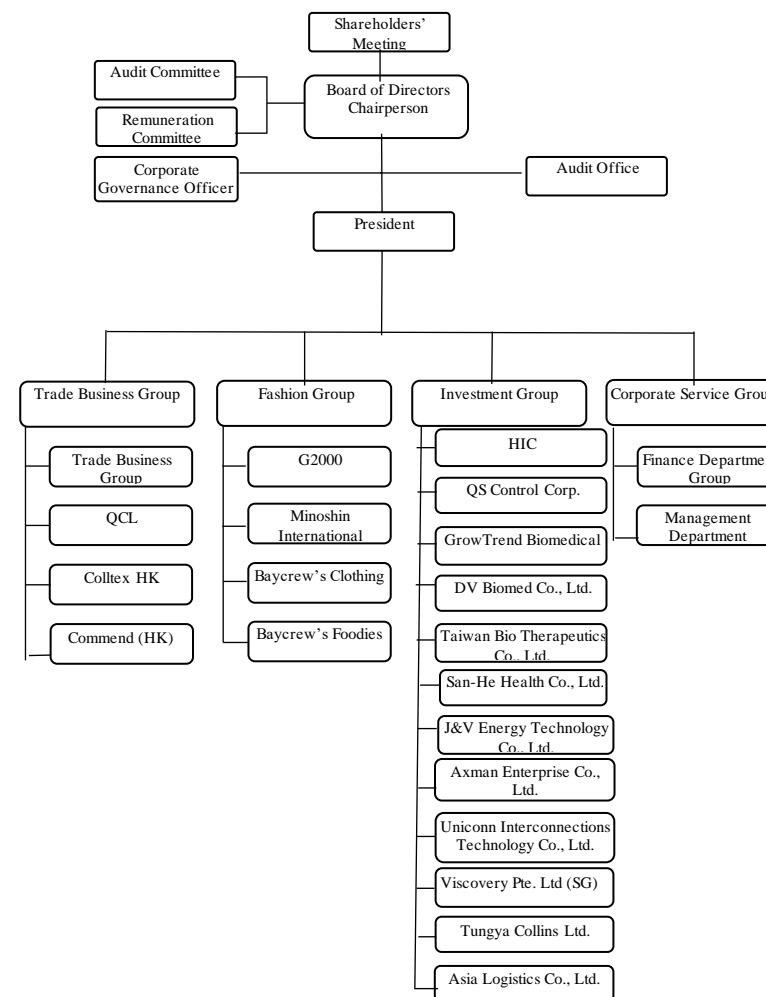 Shareholders'
Meeting
Audit Committee
Board of Directors
Chairperson
Remuneration
Committee
Corporate
Governance Officer
Audit Office
President
Trade Business Group
Fashion Group
Investment Group
Corporate Service Grou
Trade Business
Group
QCL
Colltex HK
Commend (HK)
G2000
Minoshin
International
Baycrew's Clothing
Baycrew's Foodies
HIC
QS Control Corp.
GrowTrend Biomedical
DV Biomed Co., Ltd.
Taiwan Bio Therapeutics
Co., Ltd.
San-He Health Co., Ltd.
J&V Energy Technology
Co., Ltd.
Axman Enterprise Co.,
Ltd.
Uniconn Interconnections
Technology Co., Ltd.
Viscovery Pte. Ltd (SG)
Tungya Collins Ltd.
Asia Logistics Co., Ltd.
Finance Departmen
Group
Management
Department